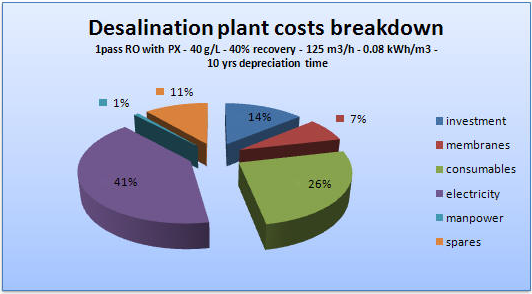 Desalination plant costs breakdown
1pass RO with PX - 40 g/L - 40% recovery - 125 m3/h - 0.08 kWh/m3 -
10 yrs depreciation time
11%
1%
14%
7%
41%
26%
investment
membranes
consumables
electricity
manpower
spares